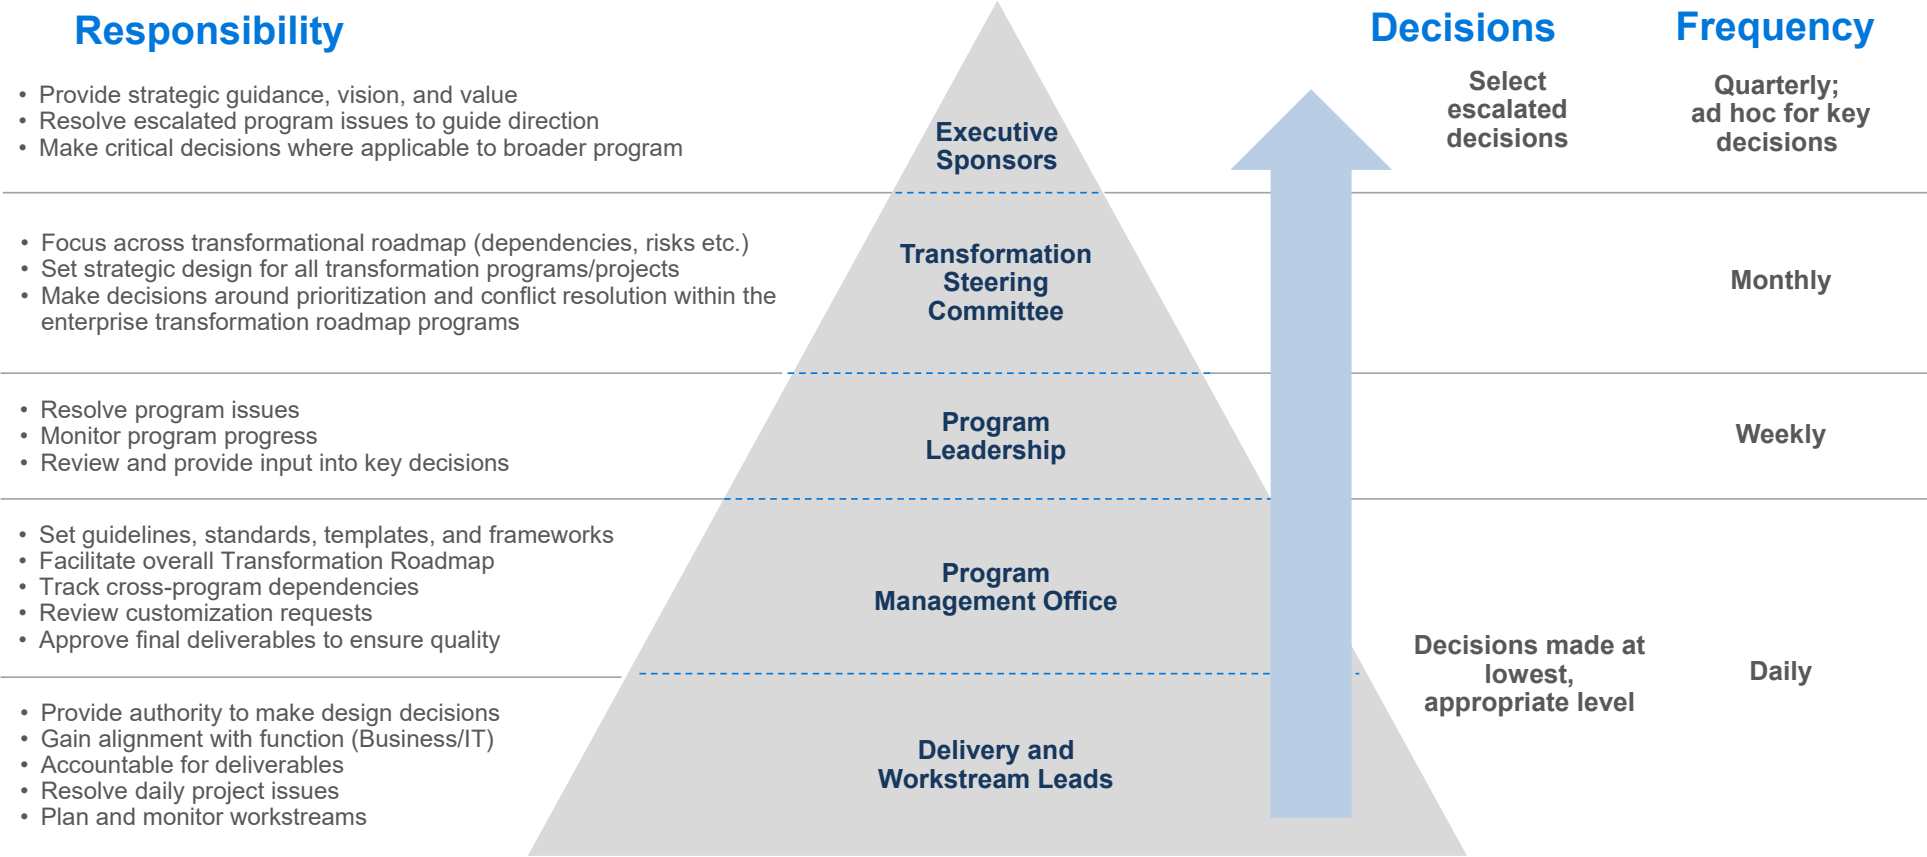 Responsibility
Decisions
Frequency
• Provide strategic guidance, vision, and value
• Resolve escalated program issues to guide direction
• Make critical decisions where applicable to broader program
Executive
Sponsors
Select
escalated
decisions
Quarterly;
ad hoc for key
decisions
• Focus across transformational roadmap (dependencies, risks etc.)
• Set strategic design for all transformation programs/projects
• Make decisions around prioritization and conflict resolution within the
enterprise transformation roadmap programs
Transformation
Steering
Committee
Monthly
• Resolve program issues
• Monitor program progress
• Review and provide input into key decisions
Program
Leadership
Weekly
• Set guidelines, standards, templates, and frameworks
• Facilitate overall Transformation Roadmap
• Track cross-program dependencies
• Review customization requests
• Approve final deliverables to ensure quality
Program
Management Office
Decisions made at
lowest,
appropriate level
Daily
• Provide authority to make design decisions
• Gain alignment with function (Business/IT)
• Accountable for deliverables
• Resolve daily project issues
• Plan and monitor workstreams
Delivery and
Workstream Leads